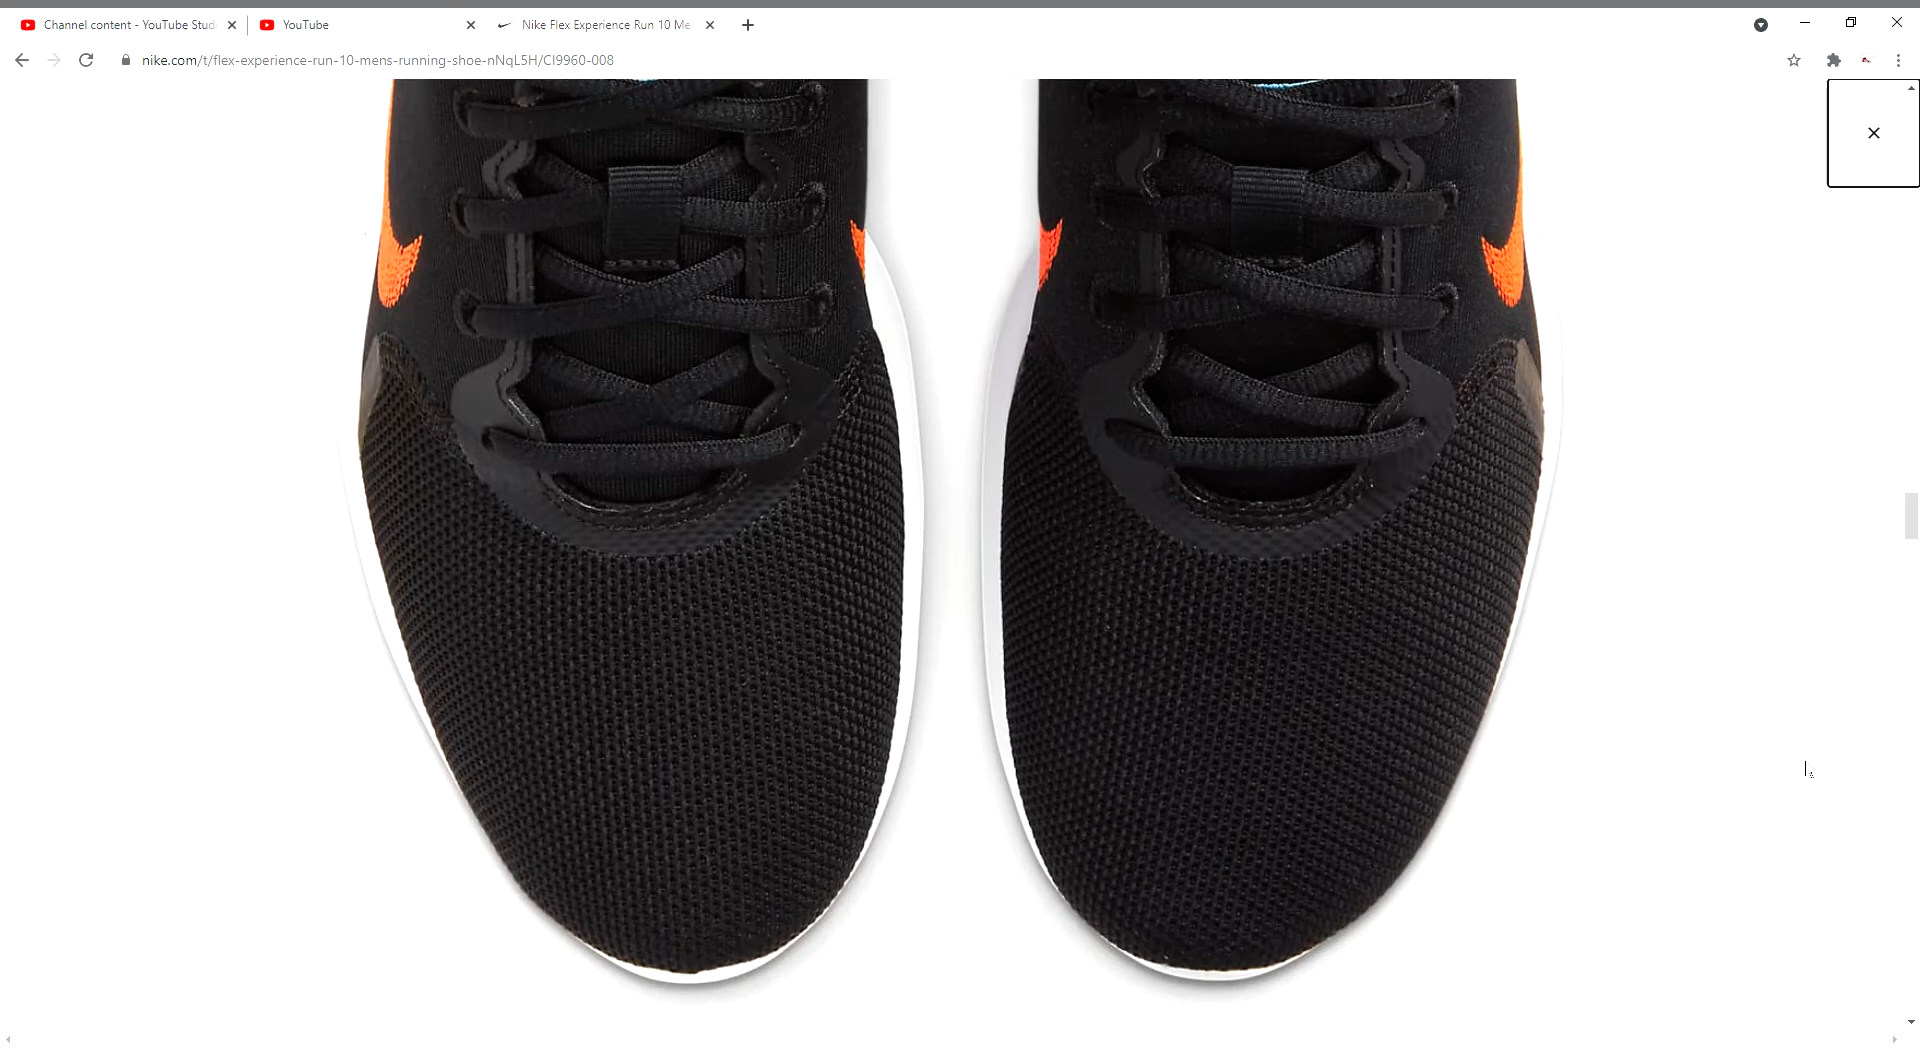 Channel content - YouTube Stud
YouTube
Nike Flex Experience Run 10 Me
nike.com/t/flex-experience-run-10-mens-running-shoe-nNqL5H/CI9960-008